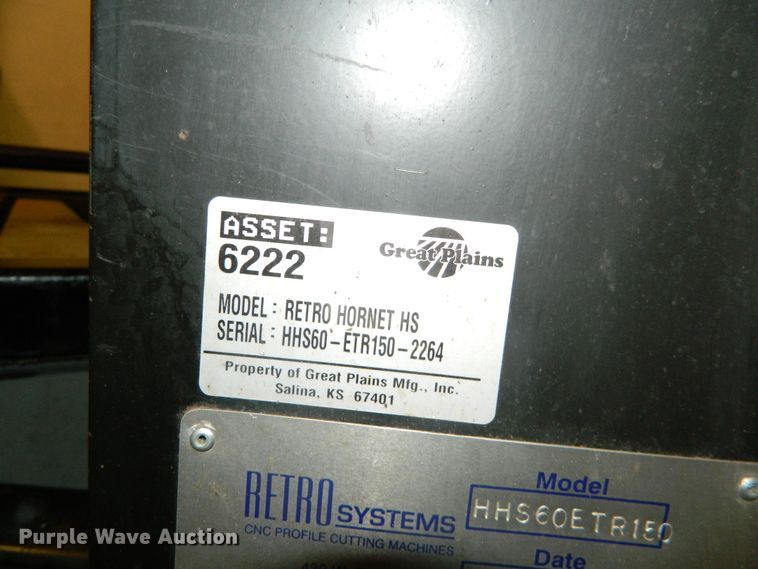 ASSET:
6222
Great Plains
MODEL: RETRO HORNET HS
SERIAL: HHS60-ETR150-2264
Property of Great Plains Mfg., Inc.
Salina, KS 67401
RETRO SYSTEMS
CNC PROFILE CUTTING MACHINES
Model
HHS60ETR150
Date
Purple Wave Auction